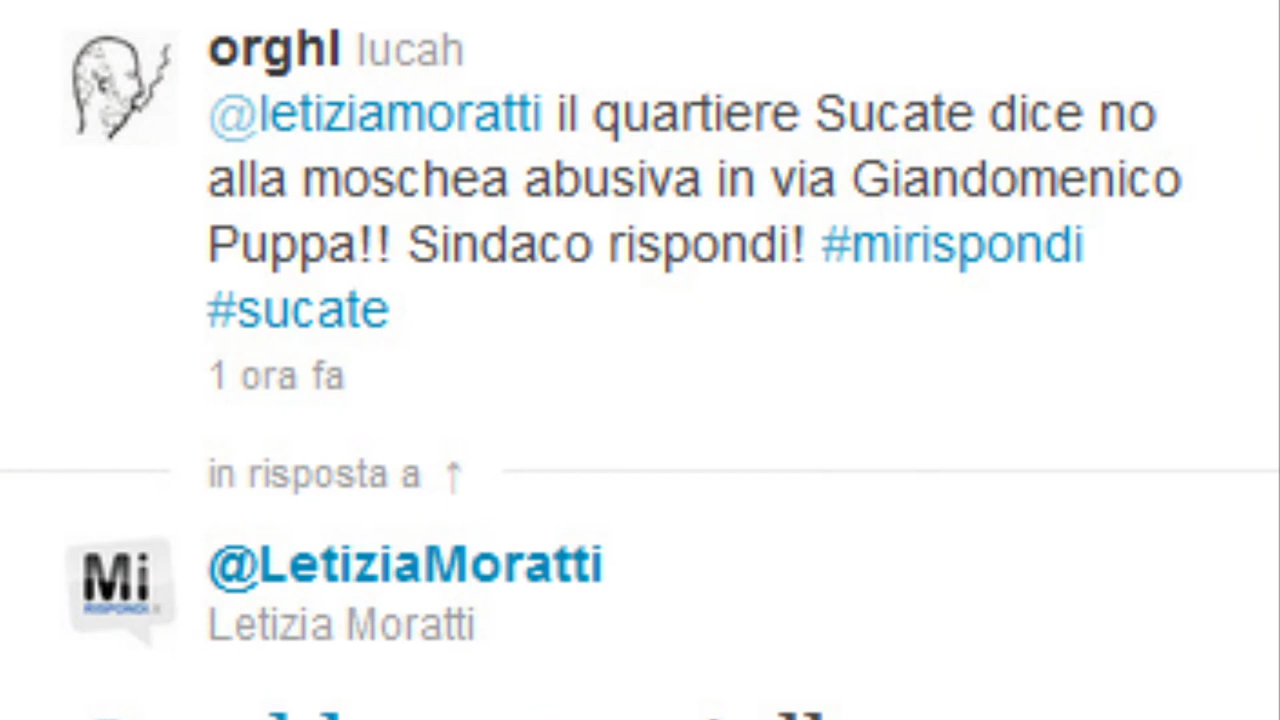 orghl lucah
@letiziamoratti il quartiere Sucate dice no
alla moschea abusiva in via Giandomenico
Puppa!! Sindaco rispondi! #mirispondi
#sucate
1 ora fa
in risposta a ↑
Mi
RISPONDI
@LetiziaMoratti
Letizia Moratti